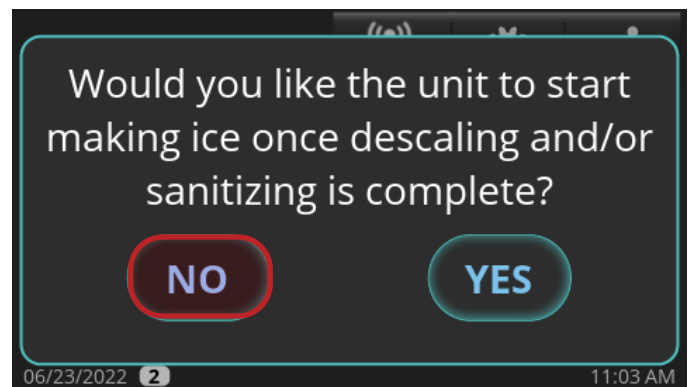 Would you like the unit to start
making ice once descaling and/or
sanitizing is complete?
NO YES
06/23/2022 2 11:03 AM